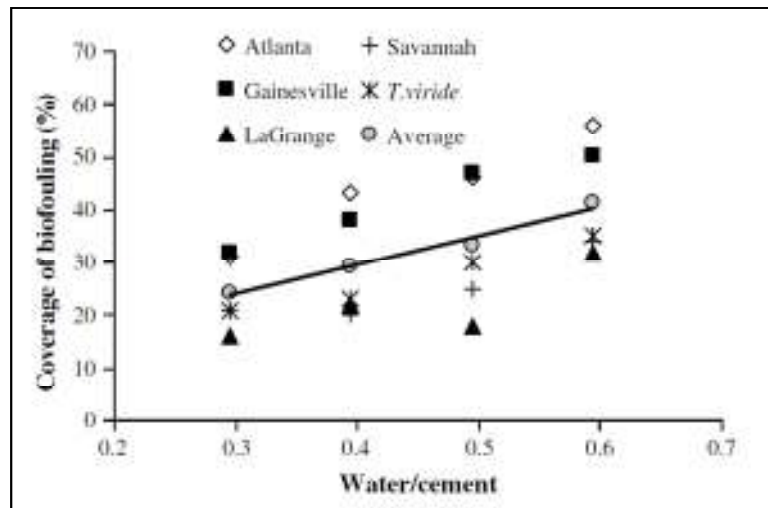 Coverage of biofouling (%)
70
60
50
40
30
20
10
0
◇ Atlanta + Savannah
■ Gainesville ✳ T.viride
▲ LaGrange ● Average
0.2 0.3 0.4 0.5 0.6 0.7
Water/cement